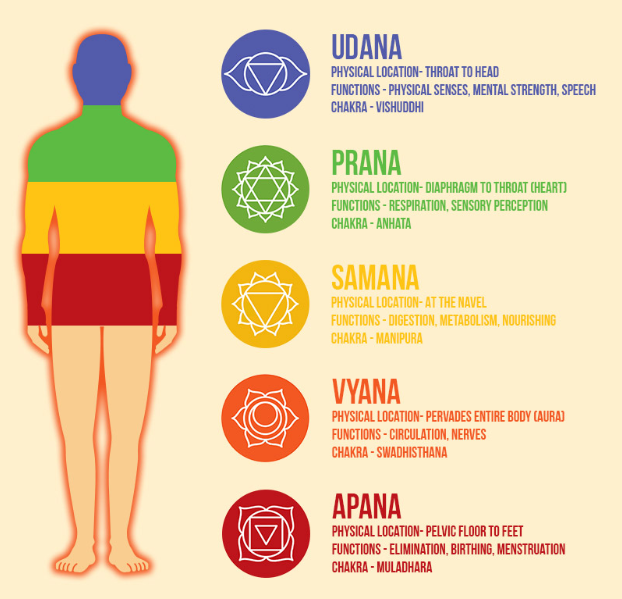 UDANA
PHYSICAL LOCATION- THROAT TO HEAD
FUNCTIONS - PHYSICAL SENSES, MENTAL STRENGTH, SPEECH
CHAKRA - VISHUDDHI
PRANA
PHYSICAL LOCATION- DIAPHRAGM TO THROAT (HEART)
FUNCTIONS - RESPIRATION, SENSORY PERCEPTION
CHAKRA - ANHATA
SAMANA
PHYSICAL LOCATION- AT THE NAVEL
FUNCTIONS - DIGESTION, METABOLISM, NOURISHING
CHAKRA - MANIPURA
VYANA
PHYSICAL LOCATION- PERVADES ENTIRE BODY (AURA)
FUNCTIONS - CIRCULATION, NERVES
CHAKRA - SWADHISTHANA
APANA
PHYSICAL LOCATION- PELVIC FLOOR TO FEET
FUNCTIONS - ELIMINATION, BIRTHING, MENSTRUATION
CHAKRA - MULADHARA